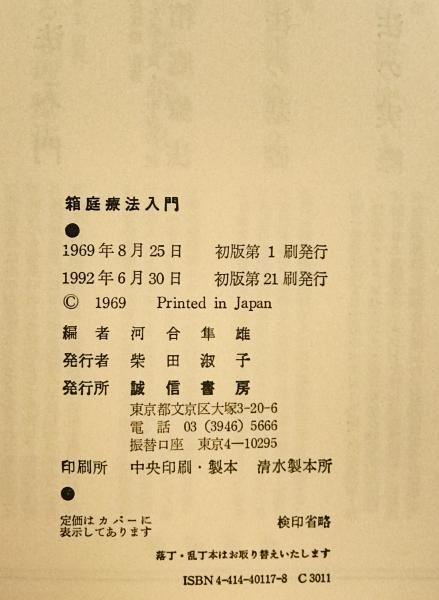 箱庭療法入門
1969年8月25日 初版第1刷発行
1992年6月30日 初版第21刷発行
© 1969 Printed in Japan
編者 河合隼雄
発行者 柴田淑子
発行所 誠信書房
東京都文京区大塚3-20-6
電話 03 (3946) 5666
振替口座 東京4—10295
印刷所 中央印刷・製本 清水製本所
定価はカバーに
表示してあります
検印省略
落丁・乱丁本はお取り替えいたします
ISBN4-414-40117-8 C3011